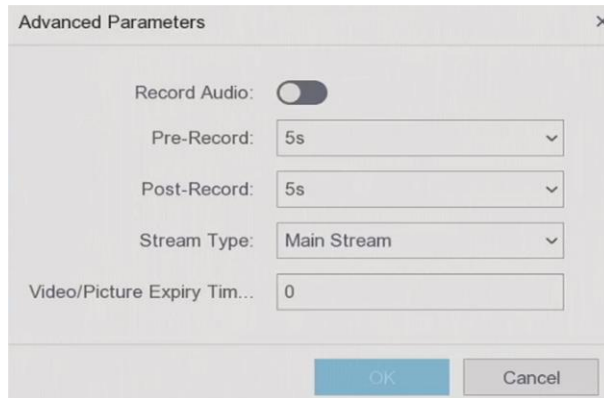 Advanced Parameters
Record Audio:
Pre-Record: 5s
Post-Record: 5s
Stream Type: Main Stream
Video/Picture Expiry Tim... 0
OK Cancel